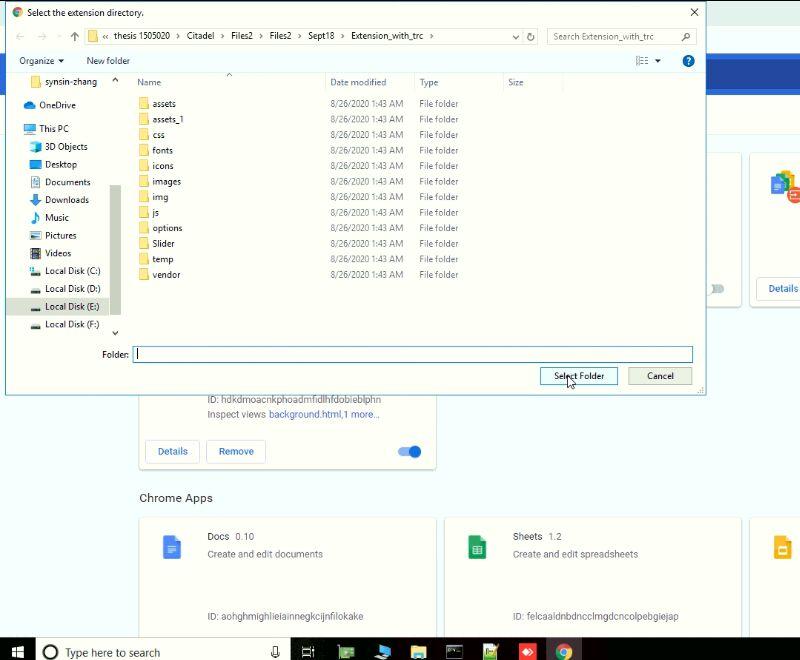 Select the extension directory.
« thesis 1505020 > Citadel > Files2 > Files2 > Sept18 > Extension_with_trc >
Search Extension_with_trc
Organize New folder
Name Date modified Type Size
synsin-zhang
OneDrive
This PC
3D Objects
Desktop
Documents
Downloads
Music
Pictures
Videos
Local Disk (C:)
Local Disk (D:)
Local Disk (E:)
Local Disk (F:)
assets 8/26/2020 1:43 AM File folder
assets_1 8/26/2020 1:43 AM File folder
css 8/26/2020 1:43 AM File folder
fonts 8/26/2020 1:43 AM File folder
icons 8/26/2020 1:43 AM File folder
images 8/26/2020 1:43 AM File folder
img 8/26/2020 1:43 AM File folder
js 8/26/2020 1:43 AM File folder
options 8/26/2020 1:43 AM File folder
Slider 8/26/2020 1:43 AM File folder
temp 8/26/2020 1:43 AM File folder
vendor 8/26/2020 1:43 AM File folder
Folder:
Select Folder Cancel
Details
ID: hdkdmoacnkphoadmfidlhfdobieblphn
Inspect views background.html,1 more...
Details Remove
Chrome Apps
Docs 0.10
Create and edit documents
ID: aohghmighlieiainnegkcijnfilokake
Sheets 1.2
Create and edit spreadsheets
ID: felcaaldnbdncclmgdcncolpebgiejap
Type here to search